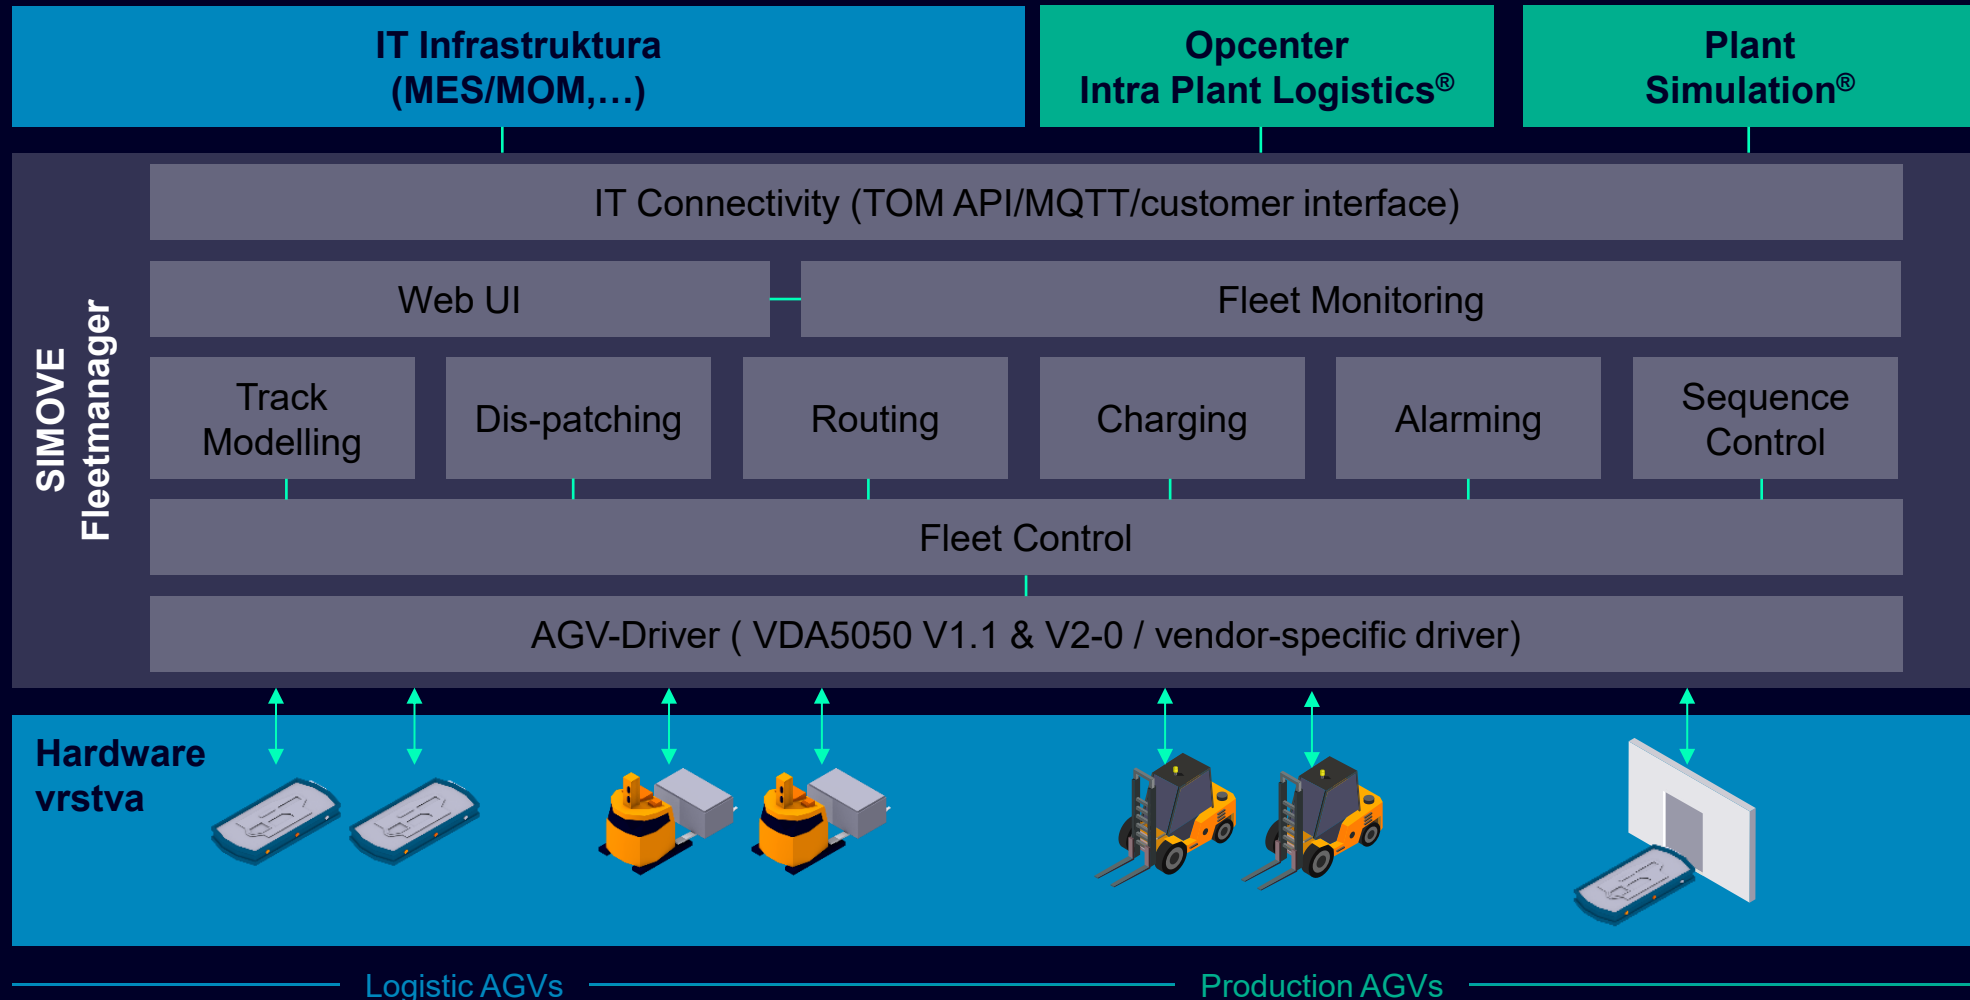 IT Infrastruktura
(MES/MOM,...)
Opcenter
Intra Plant Logistics®
Plant
Simulation®
SIMOVE
Fleetmanager
IT Connectivity (TOM API/MQTT/customer interface)
Web UI
Fleet Monitoring
Track
Modelling
Dis-patching
Routing
Charging
Alarming
Sequence
Control
Fleet Control
AGV-Driver ( VDA5050 V1.1 & V2-0 / vendor-specific driver)
Hardware
vrstva
Logistic AGVs
Production AGVs